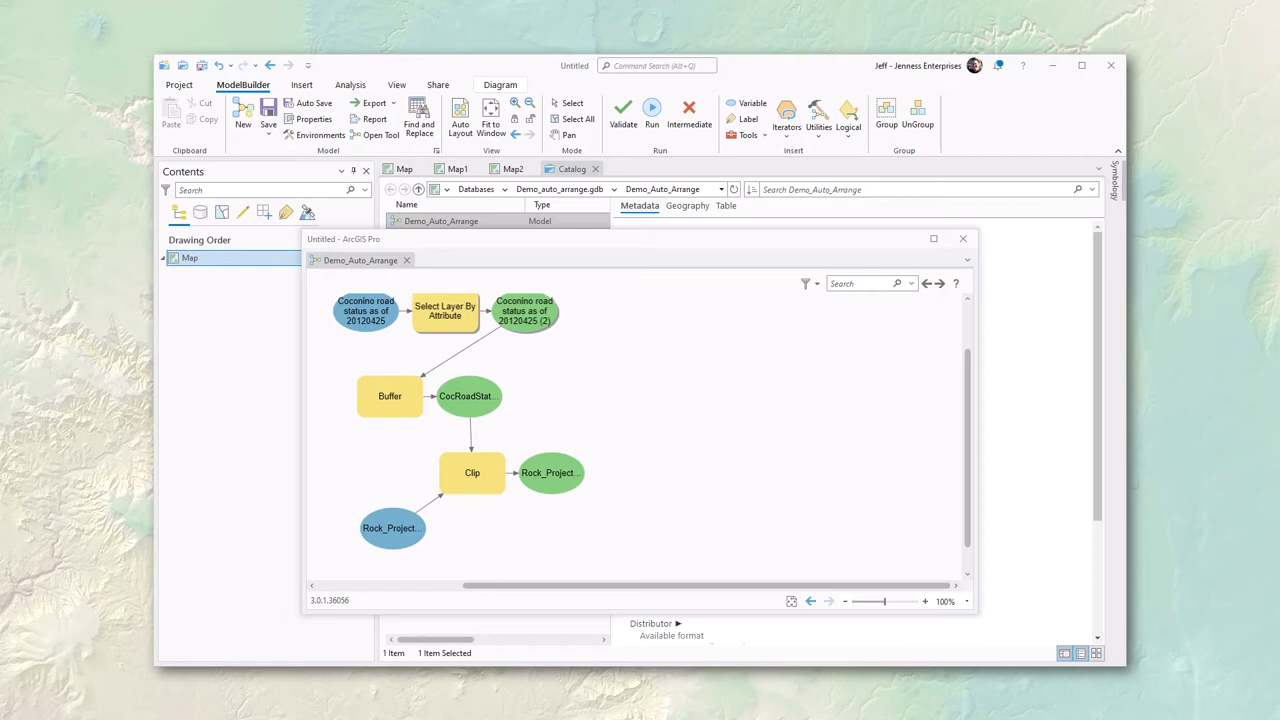 Untitled
Command Search (Alt+Q)
Jeff - Jenness Enterprises
?
Project
ModelBuilder
Insert
Analysis
View
Share
Diagram
Paste
Cut
Copy
Clipboard
New
Save
Auto Save
Properties
Environments
Export
Report
Open Tool
Find and
Replace
Model
Auto
Layout
Fit to
Window
View
Select
Select All
Pan
Mode
Validate
Run
Intermediate
Run
Variable
Label
Tools
Iterators
Utilities
Logical
Insert
Group
UnGroup
Group
Contents
Search
Drawing Order
Map
Map
Map1
Map2
Catalog
Databases
Demo_auto_arrange.gdb
Demo_Auto_Arrange
Search Demo_Auto_Arrange
Name
Type
Demo_Auto_Arrange
Model
Metadata
Geography
Table
Symbology
Untitled - ArcGIS Pro
Demo_Auto_Arrange
Search
?
Coconino road
status as of
20120425
Select Layer By
Attribute
Coconino road
status as of
20120425 (2)
Buffer
CocRoadStat...
Clip
Rock_Project...
Rock_Project...
3.0.1.36056
100%
Distributor
Available format
1 Item
1 Item Selected